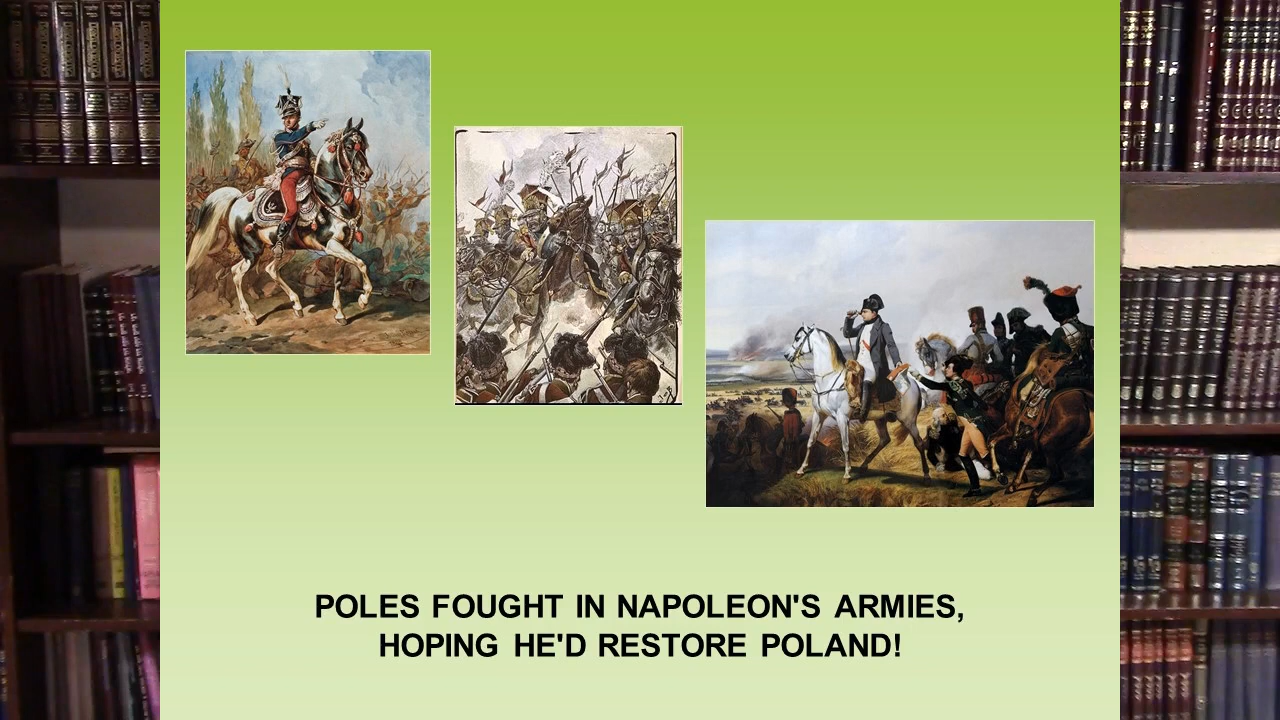 POLES FOUGHT IN NAPOLEON'S ARMIES,
HOPING HE'D RESTORE POLAND!